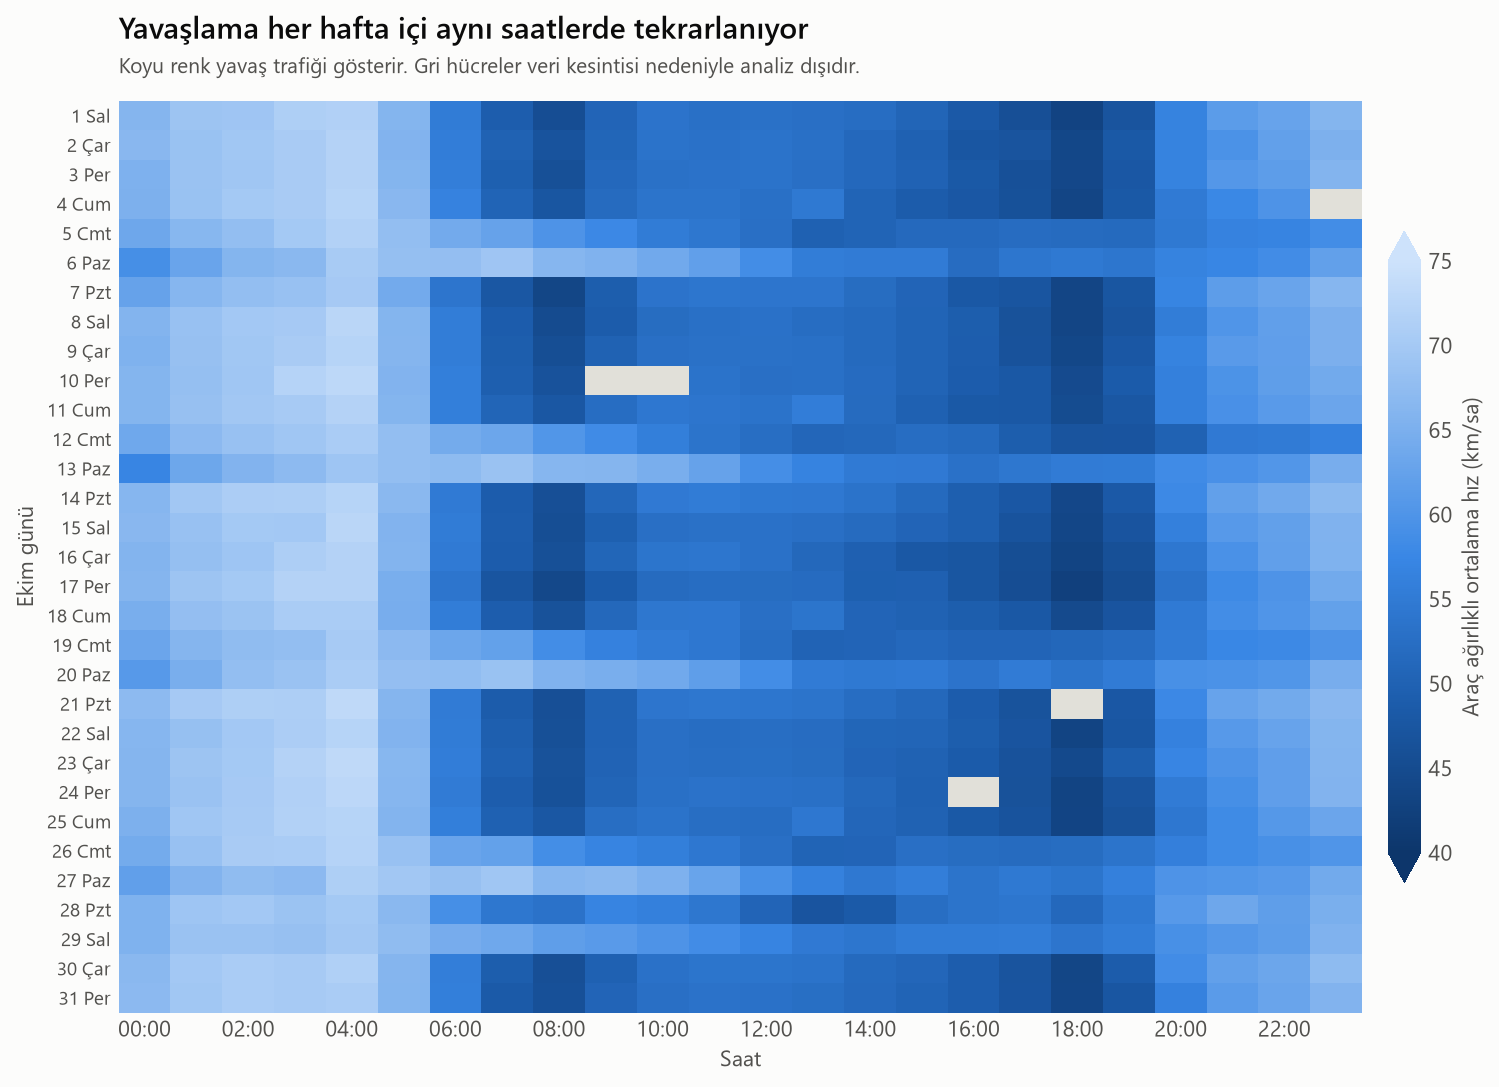 Yavaşlama her hafta içi aynı saatlerde tekrarlanıyor
Koyu renk yavaş trafiği gösterir. Gri hücreler veri kesintisi nedeniyle analiz dışıdır.
Ekim günü
1 Sal
2 Çar
3 Per
4 Cum
5 Cmt
6 Paz
7 Pzt
8 Sal
9 Çar
10 Per
11 Cum
12 Cmt
13 Paz
14 Pzt
15 Sal
16 Çar
17 Per
18 Cum
19 Cmt
20 Paz
21 Pzt
22 Sal
23 Çar
24 Per
25 Cum
26 Cmt
27 Paz
28 Pzt
29 Sal
30 Çar
31 Per
00:00 02:00 04:00 06:00 08:00 10:00 12:00 14:00 16:00 18:00 20:00 22:00
Saat
75
70
65
60
55
50
45
40
Araç ağırlıklı ortalama hız (km/sa)